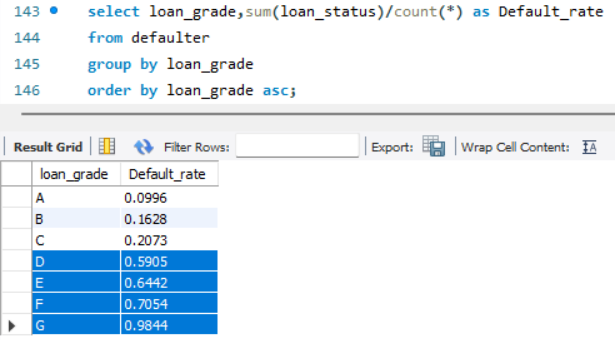 143 select loan_grade,sum(loan_status)/count(*) as Default_rate
144 from defaulter
145 group by loan_grade
146 order by loan_grade asc;
Result Grid Filter Rows: Export: Wrap Cell Content: IA
loan_grade Default_rate
A 0.0996
B 0.1628
C 0.2073
D 0.5905
E 0.6442
F 0.7054
G 0.9844